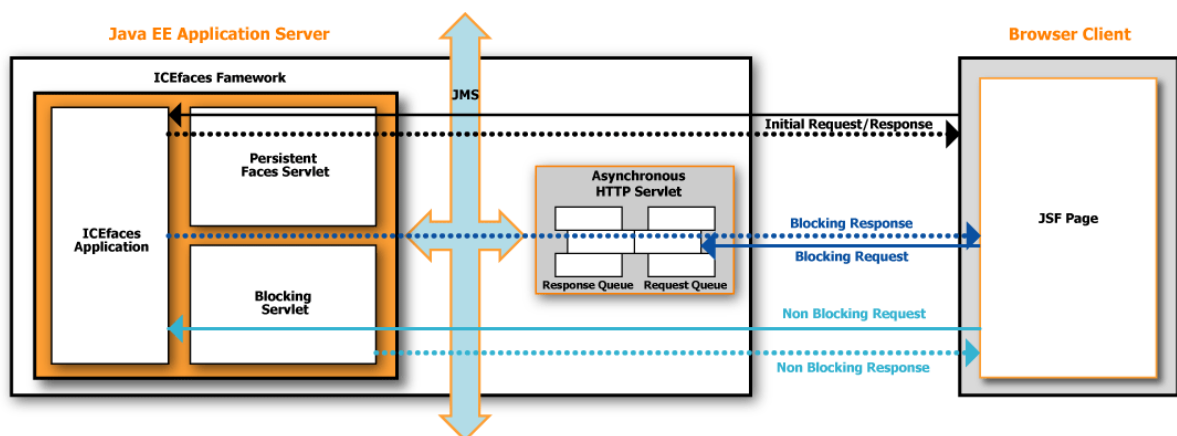 Java EE Application Server
Browser Client
ICEfaces Famework
JMS
Initial Request/Response
Persistent
Faces Servlet
Asynchronous
HTTP Servlet
ICEfaces
Application
Blocking Response
JSF Page
Blocking Request
Response Queue
Request Queue
Blocking
Servlet
Non Blocking Request
Non Blocking Response